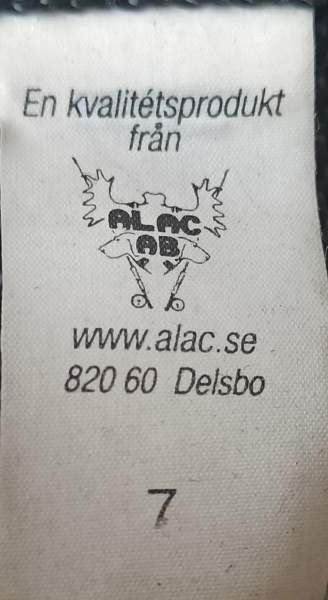 En kvalitétsprodukt
från
ALAC
AB
www.alac.se
820 60 Delsbo
7